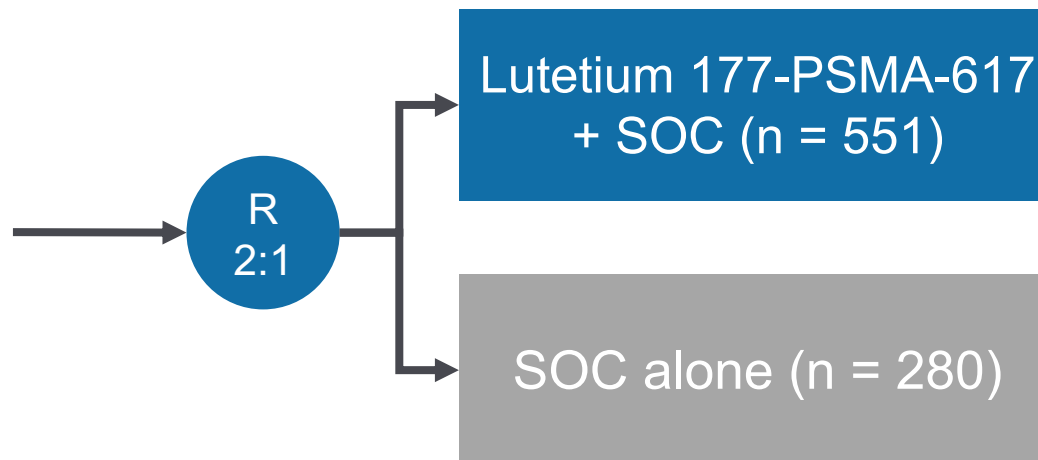 R
2:1
Lutetium 177-PSMA-617
+ SOC (n = 551)
SOC alone (n = 280)